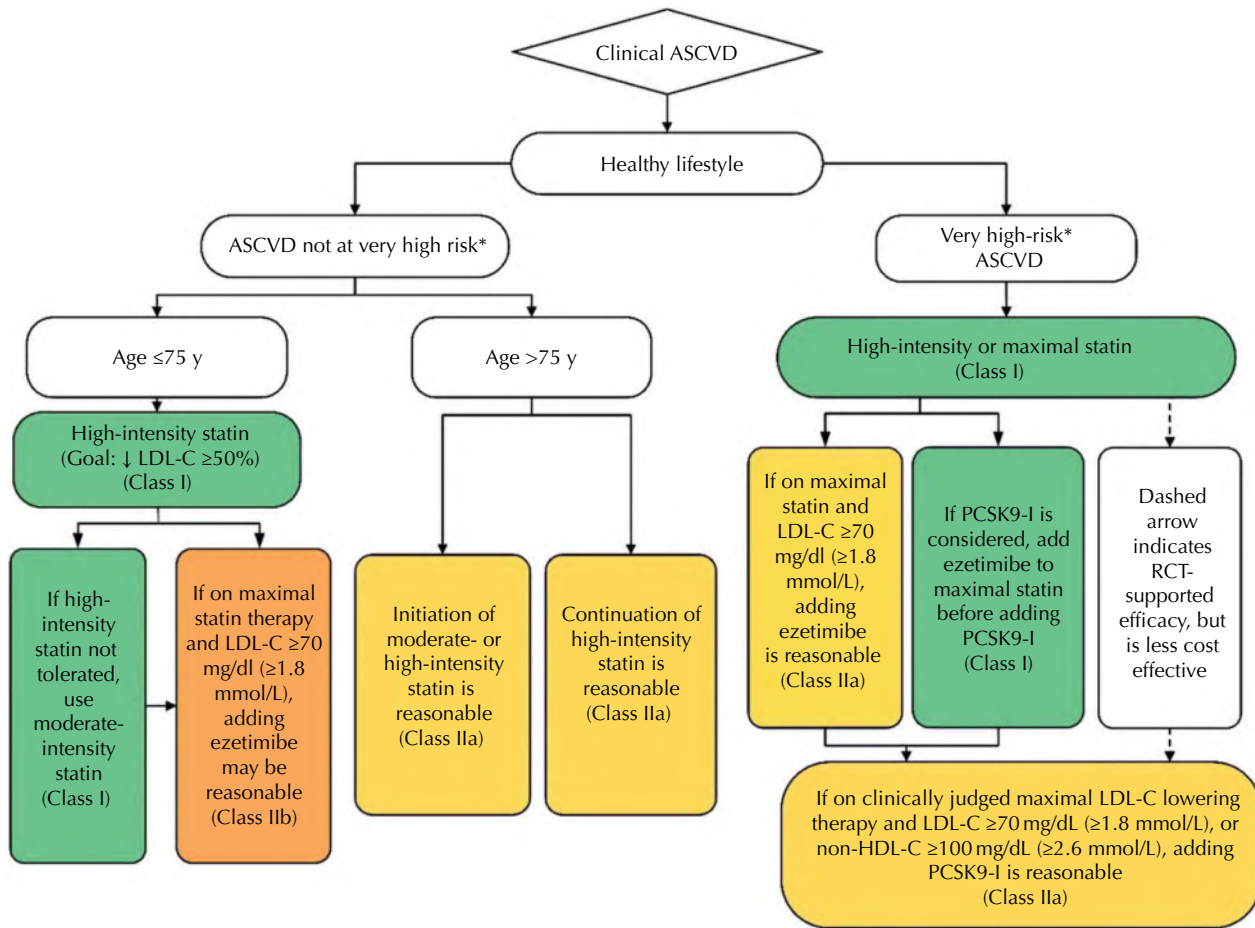 Clinical ASCVD
Healthy lifestyle
ASCVD not at very high risk*
Very high-risk*
ASCVD
Age ≤75 y
Age >75 y
High-intensity or maximal statin
(Class I)
High-intensity statin
(Goal: ↓ LDL-C ≥50%)
(Class I)
If high-
intensity
statin not
tolerated,
use
moderate-
intensity
statin
(Class I)
If on maximal
statin therapy
and LDL-C ≥70
mg/dl (≥1.8
mmol/L),
adding
ezetimibe
may be
reasonable
(Class IIb)
Initiation of
moderate- or
high-intensity
statin is
reasonable
(Class IIa)
Continuation of
high-intensity
statin is
reasonable
(Class IIa)
If on maximal
statin and
LDL-C ≥70
mg/dl (≥1.8
mmol/L),
adding
ezetimibe
is reasonable
(Class IIa)
If PCSK9-I is
considered, add
ezetimibe to
maximal statin
before adding
PCSK9-I
(Class I)
Dashed
arrow
indicates
RCT-
supported
efficacy, but
is less cost
effective
If on clinically judged maximal LDL-C lowering
therapy and LDL-C ≥70 mg/dL (≥1.8 mmol/L), or
non-HDL-C ≥100 mg/dL (≥2.6 mmol/L), adding
PCSK9-I is reasonable
(Class IIa)